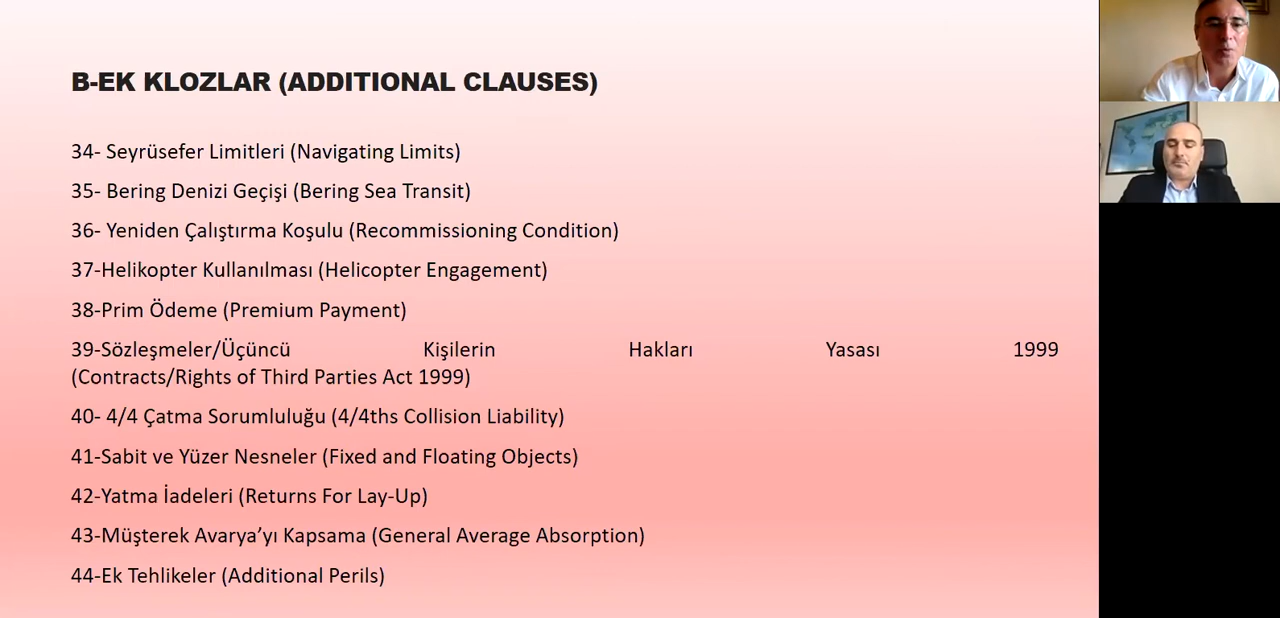 B-EK KLOZLAR (ADDITIONAL CLAUSES)
34- Seyrüsefer Limitleri (Navigating Limits)
35- Bering Denizi Geçişi (Bering Sea Transit)
36- Yeniden Çalıştırma Koşulu (Recommissioning Condition)
37-Helikopter Kullanılması (Helicopter Engagement)
38-Prim Ödeme (Premium Payment)
39-Sözleşmeler/Üçüncü Kişilerin Hakları Yasası 1999
(Contracts/Rights of Third Parties Act 1999)
40- 4/4 Çatma Sorumluluğu (4/4ths Collision Liability)
41-Sabit ve Yüzer Nesneler (Fixed and Floating Objects)
42-Yatma İadeleri (Returns For Lay-Up)
43-Müşterek Avarya’yı Kapsama (General Average Absorption)
44-Ek Tehlikeler (Additional Perils)